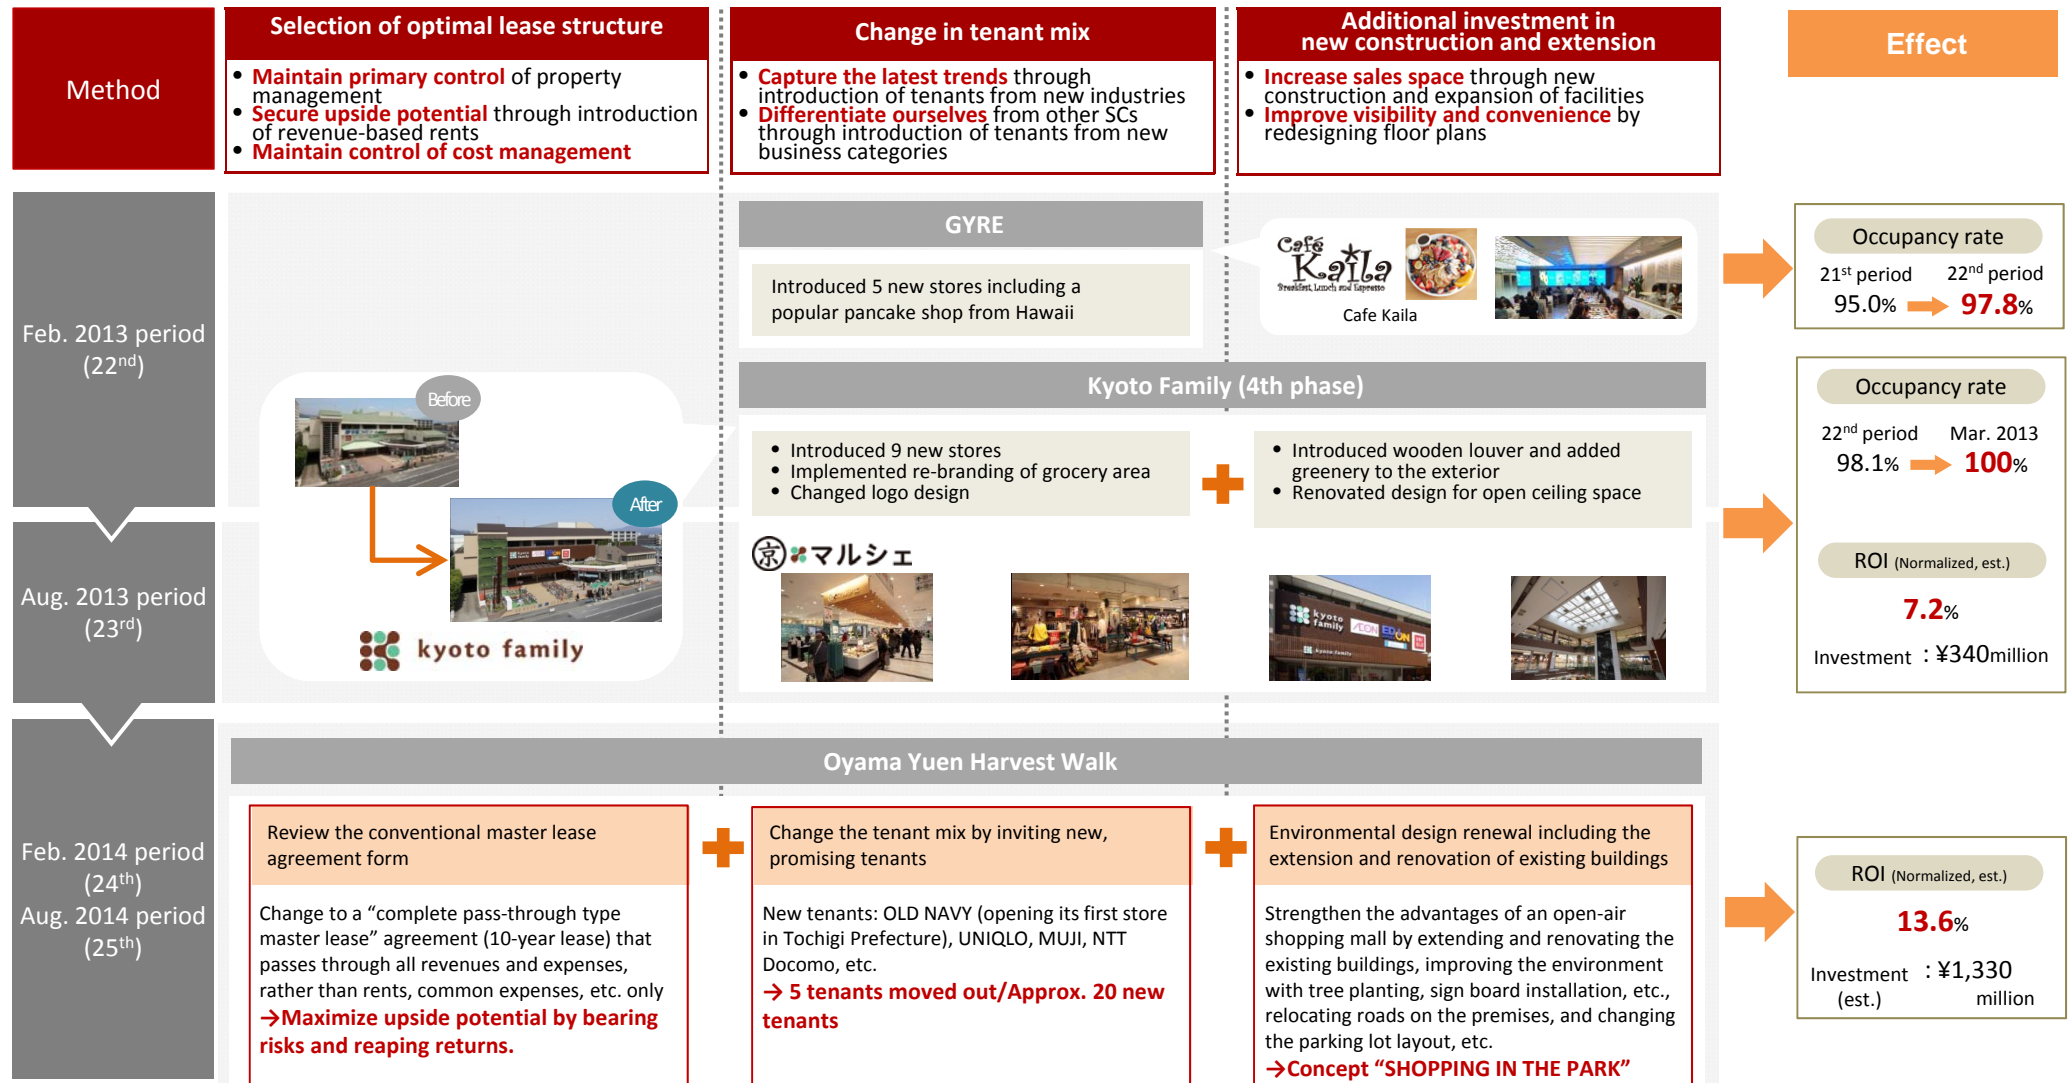 Method
Selection of optimal lease structure
• Maintain primary control of property
management
• Secure upside potential through introduction
of revenue-based rents
• Maintain control of cost management
Change in tenant mix
• Capture the latest trends through
introduction of tenants from new industries
• Differentiate ourselves from other SCs
through introduction of tenants from new
business categories
Additional investment in
new construction and extension
• Increase sales space through new
construction and expansion of facilities
• Improve visibility and convenience by
redesigning floor plans
Effect
Feb. 2013 period
(22nd)
GYRE
Introduced 5 new stores including a
popular pancake shop from Hawaii
Café
Kaila
Breakfast, Lunch and Espresso
Cafe Kaila
Occupancy rate
21st period 22nd period
95.0% 97.8%
Before
After
kyoto family
Kyoto Family (4th phase)
• Introduced 9 new stores
• Implemented re-branding of grocery area
• Changed logo design
• Introduced wooden louver and added
greenery to the exterior
• Renovated design for open ceiling space
京マルシェ
kyoto
family
AEON
EDION
kyoto family
Occupancy rate
22nd period Mar. 2013
98.1% 100%
ROI (Normalized, est.)
7.2%
Investment : ¥340million
Aug. 2013 period
(23rd)
Feb. 2014 period
(24th)
Aug. 2014 period
(25th)
Oyama Yuen Harvest Walk
Review the conventional master lease
agreement form
Change to a “complete pass-through type
master lease” agreement (10-year lease) that
passes through all revenues and expenses,
rather than rents, common expenses, etc. only
→Maximize upside potential by bearing
risks and reaping returns.
Change the tenant mix by inviting new,
promising tenants
New tenants: OLD NAVY (opening its first store
in Tochigi Prefecture), UNIQLO, MUJI, NTT
Docomo, etc.
→ 5 tenants moved out/Approx. 20 new
tenants
Environmental design renewal including the
extension and renovation of existing buildings
Strengthen the advantages of an open-air
shopping mall by extending and renovating the
existing buildings, improving the environment
with tree planting, sign board installation, etc.,
relocating roads on the premises, and changing
the parking lot layout, etc.
→Concept “SHOPPING IN THE PARK”
ROI (Normalized, est.)
13.6%
Investment : ¥1,330
(est.) million